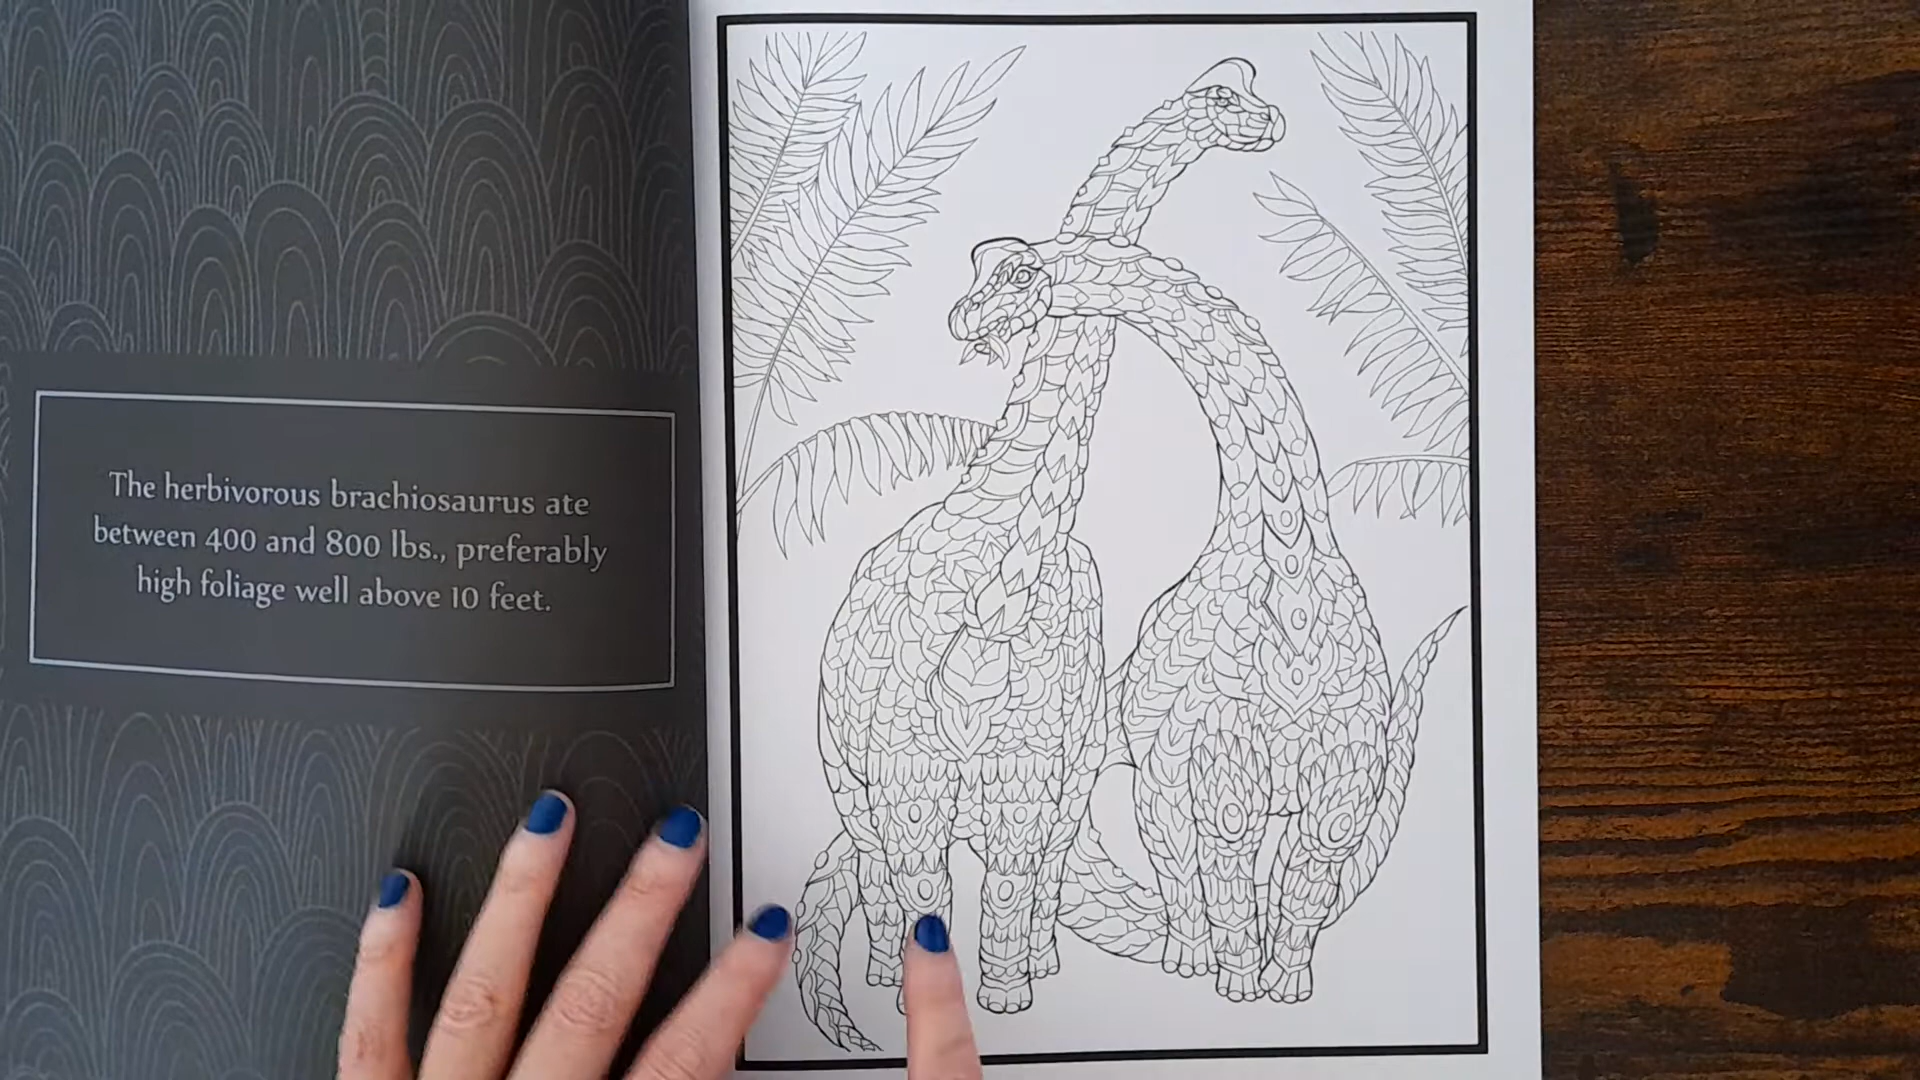 The herbivorous brachiosaurus ate
between 400 and 800 lbs., preferably
high foliage well above 10 feet.